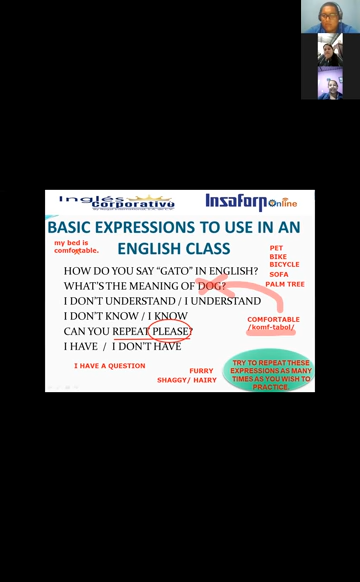 Inglés
corporativo
Insaforp online
BASIC EXPRESSIONS TO USE IN AN
ENGLISH CLASS
my bed is
comfostable.
PET
BIKE
BICYCLE
SOFA
PALM TREE
HOW DO YOU SAY "GATO" IN ENGLISH?
WHAT'S THE MEANING OF DOG?
I DON'T UNDERSTAND / I UNDERSTAND
I DON'T KNOW / I KNOW
CAN YOU REPEAT PLEASE?
I HAVE / I DON'T HAVE
COMFORTABLE
/komf-tabol/
I HAVE A QUESTION
FURRY
SHAGGY/ HAIRY
TRY TO REPEAT THESE
EXPRESSIONS AS MANY
TIMES AS YOU WISH TO
PRACTICE.